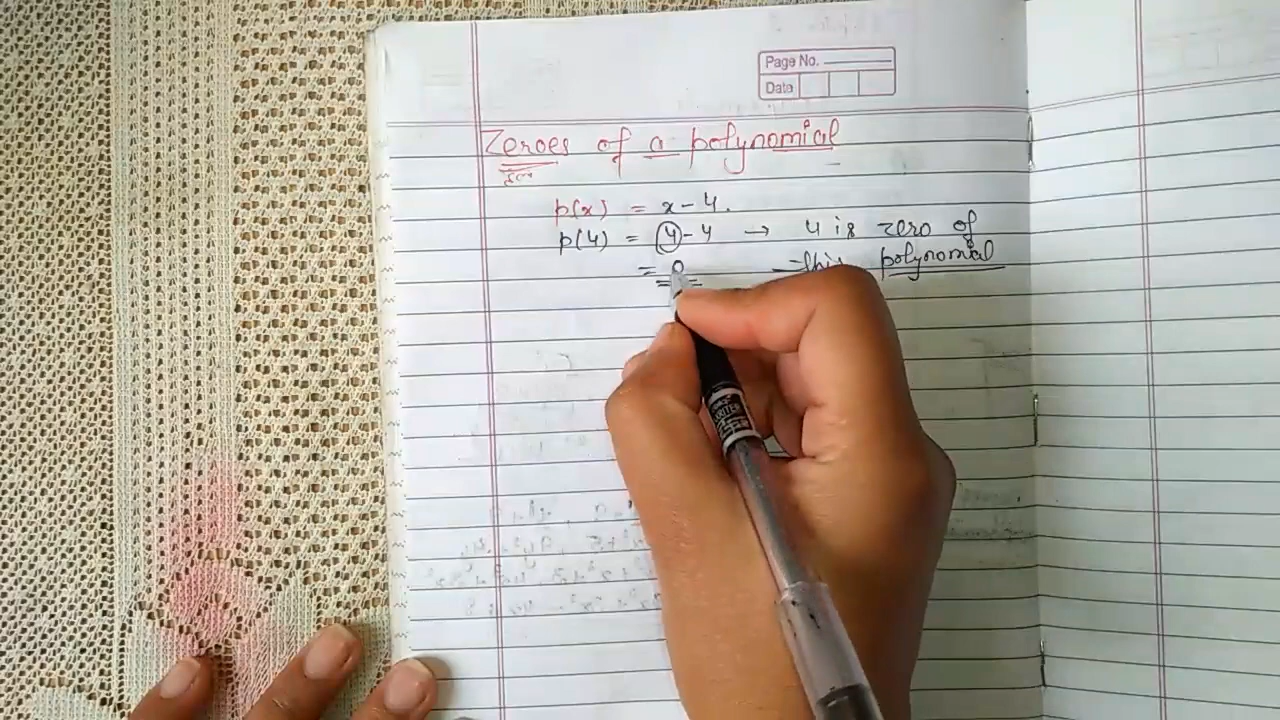 Page No.
Date
Zeroes of a polynomial
p(x) = x - 4.
p(4) = 4 - 4 → 4 is zero of
= 0 this polynomial